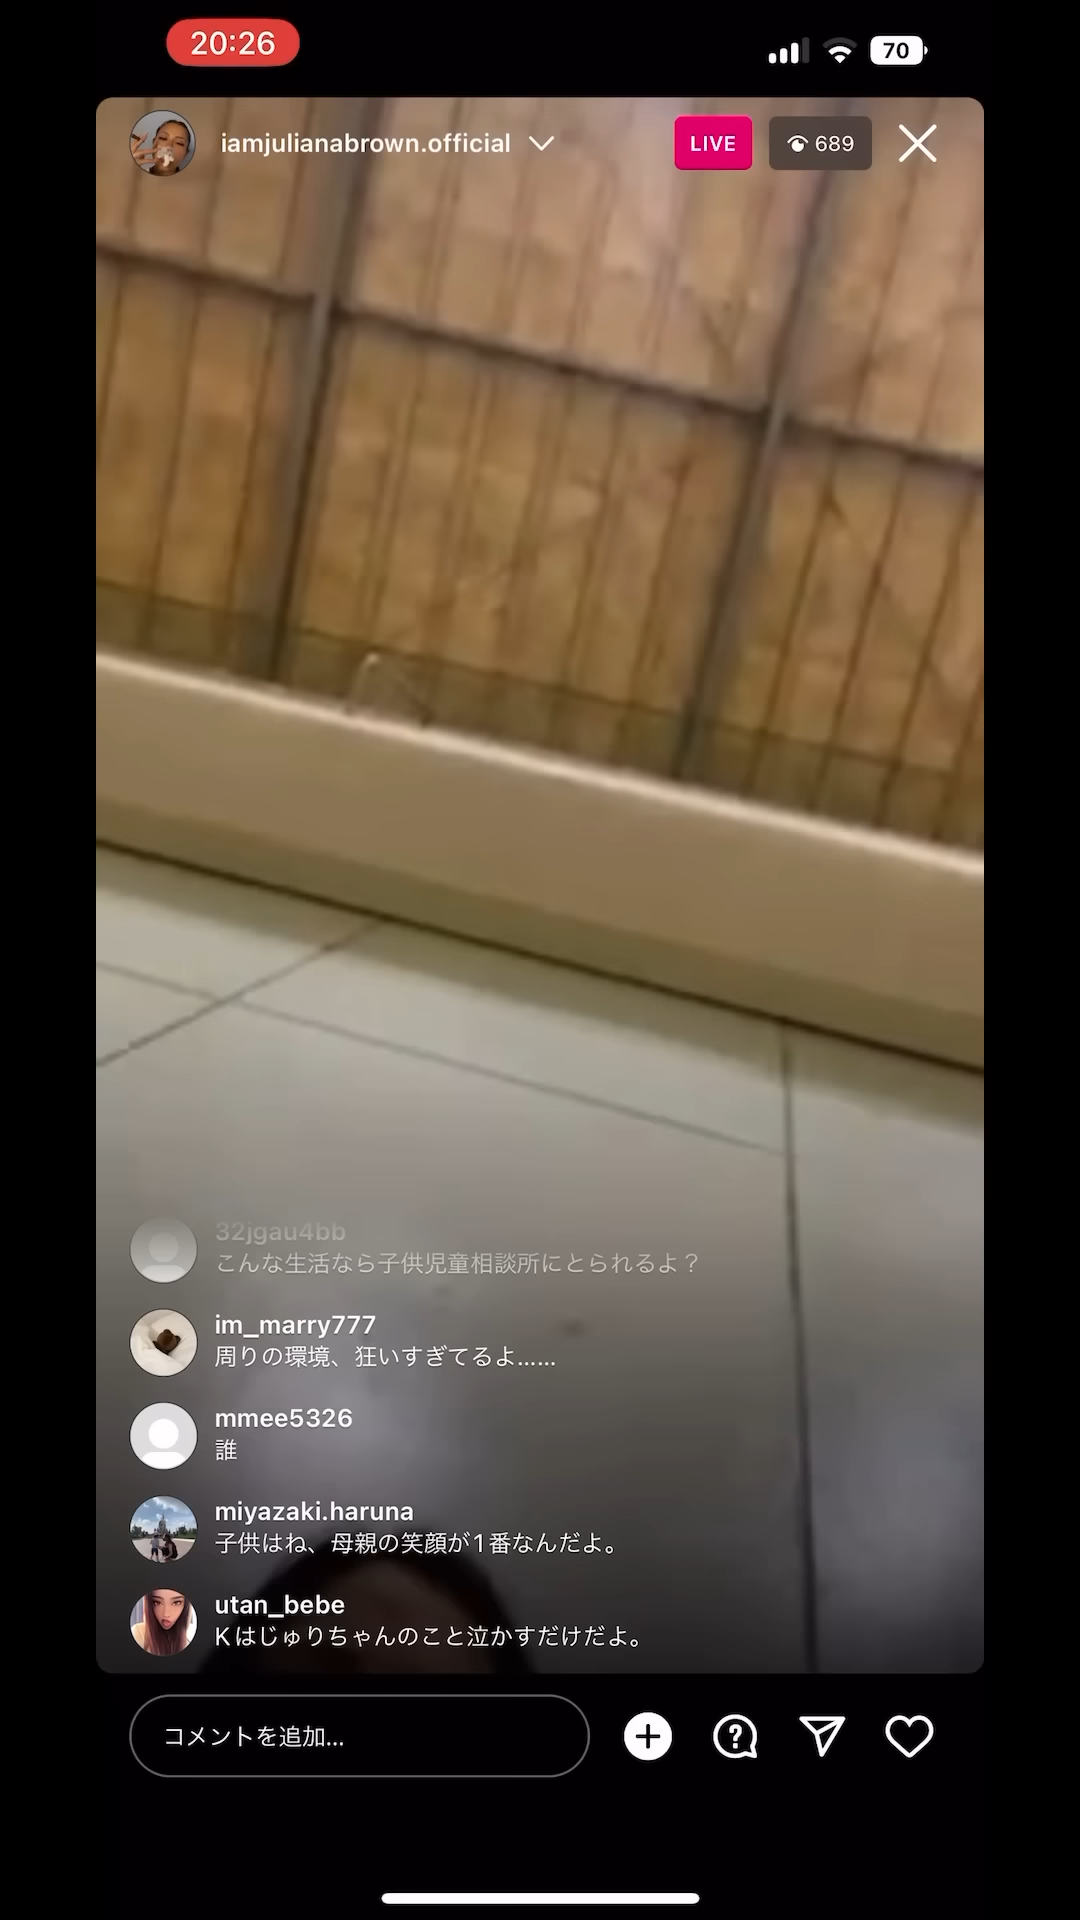 20:26
70
iamjulianabrown.official
LIVE
689
32jgau4bb
こんな生活なら子供児童相談所にとられるよ？
im_marry777
周りの環境、狂いすぎてるよ……
mmee5326
誰
miyazaki.haruna
子供はね、母親の笑顔が1番なんだよ。
utan_bebe
Kはじゅりちゃんのこと泣かすだけだよ。
コメントを追加...